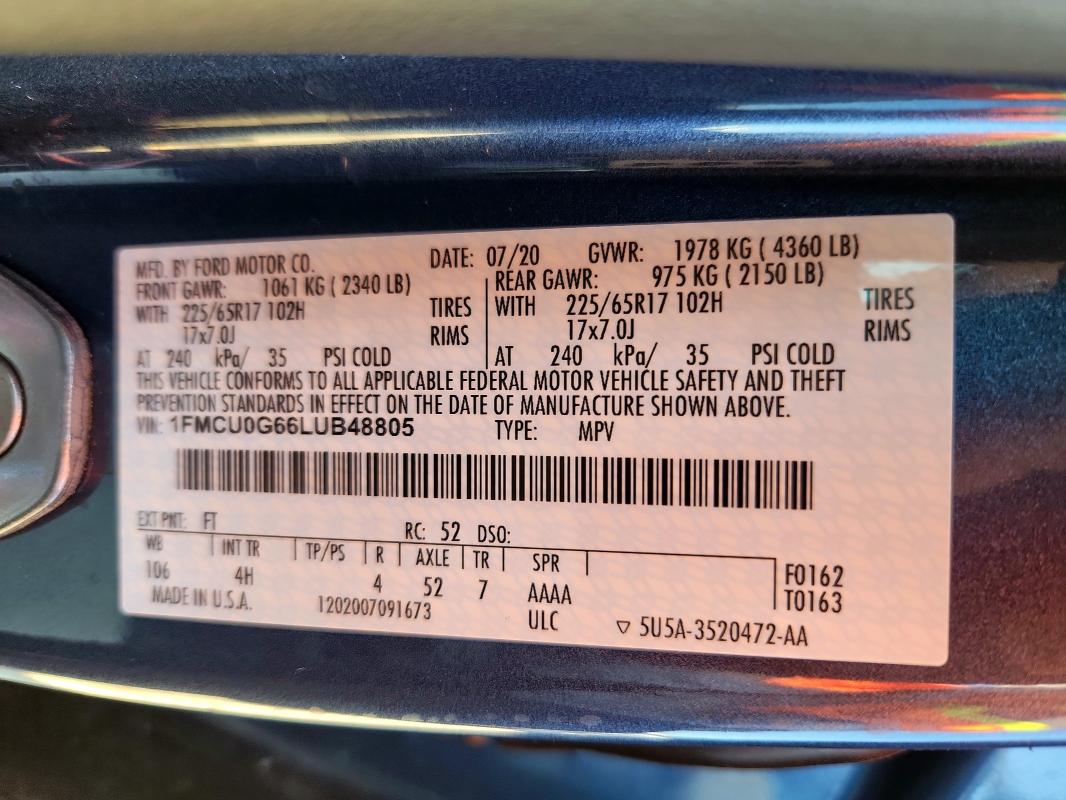 MFD. BY FORD MOTOR CO. DATE: 07/20 GVWR: 1978 KG ( 4360 LB)
FRONT GAWR: 1061 KG ( 2340 LB) REAR GAWR: 975 KG ( 2150 LB)
WITH 225/65R17 102H TIRES WITH 225/65R17 102H TIRES
17x7.0J RIMS 17x7.0J RIMS
AT 240 kPa/ 35 PSI COLD AT 240 kPa/ 35 PSI COLD
THIS VEHICLE CONFORMS TO ALL APPLICABLE FEDERAL MOTOR VEHICLE SAFETY AND THEFT
PREVENTION STANDARDS IN EFFECT ON THE DATE OF MANUFACTURE SHOWN ABOVE.
VIN: 1FMCU0G66LUB48805 TYPE: MPV
EXT PNT: FT RC: 52 DSO:
WB INT TR TP/PS R AXLE TR SPR
106 4H 4 52 7 AAAA F0162
T0163
MADE IN U.S.A. 1202007091673 ULC ▽ 5U5A-3520472-AA